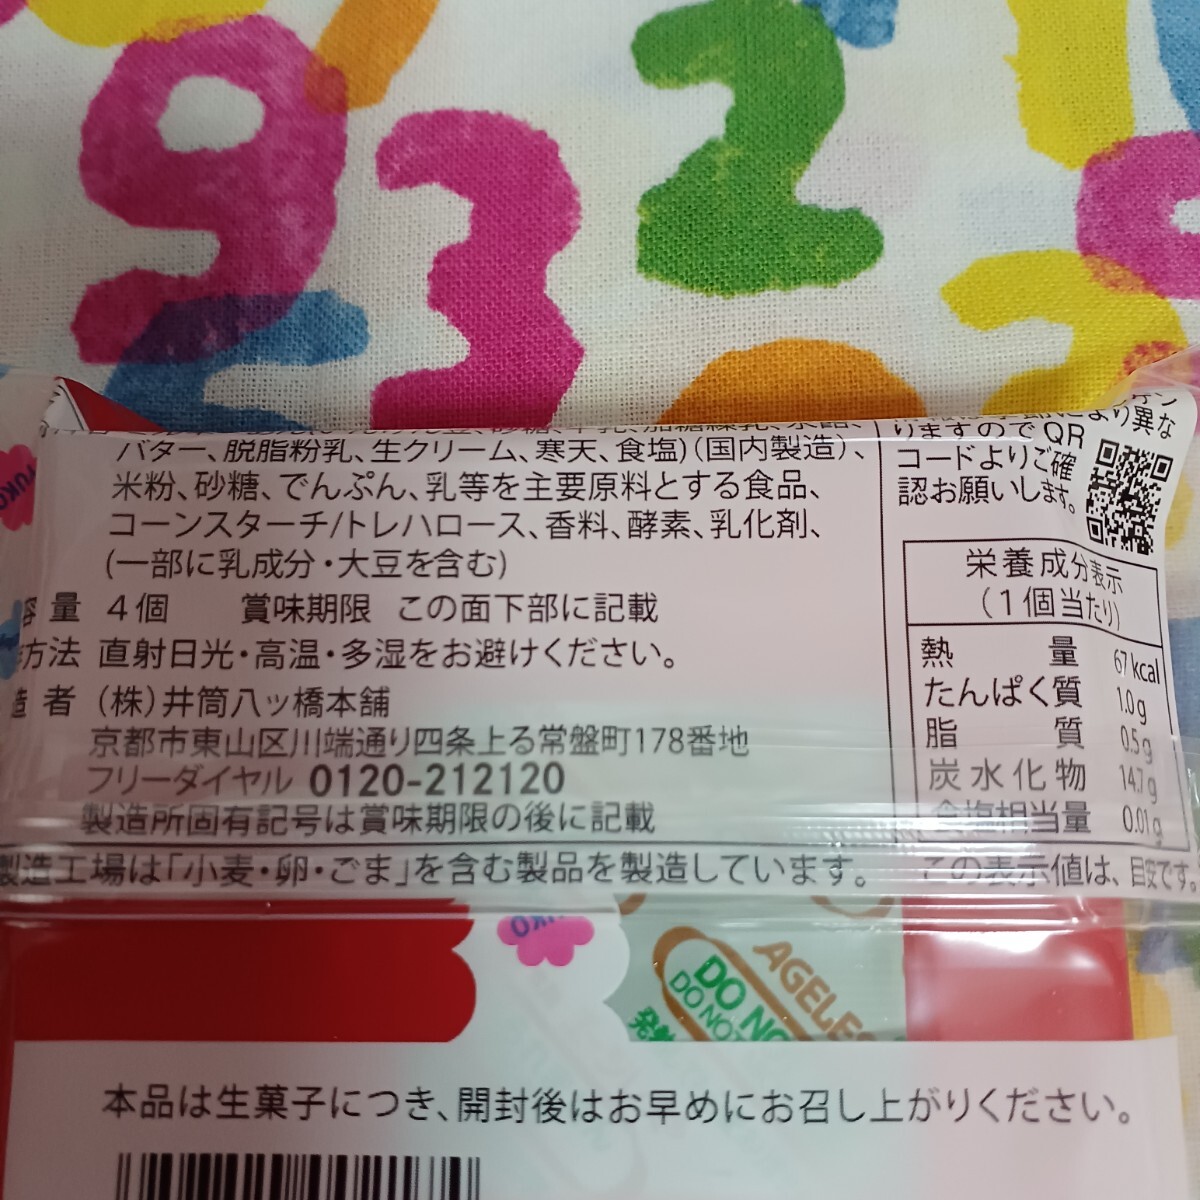 バター、脱脂粉乳、生クリーム、寒天、食塩)(国内製造)、
米粉、砂糖、でんぷん、乳等を主要原料とする食品、
コーンスターチ/トレハロース、香料、酵素、乳化剤、
(一部に乳成分・大豆を含む)
容量 4個 賞味期限 この面下部に記載
方法 直射日光・高温・多湿をお避けください。
造者 (株)井筒八ッ橋本舗
京都市東山区川端通り四条上る常盤町178番地
フリーダイヤル 0120-212120
製造所固有記号は賞味期限の後に記載
製造工場は「小麦・卵・ごま」を含む製品を製造しています。
より異な
りますのでQR
コードよりご確
認お願いします。
栄養成分表示
(1個当たり)
熱量 67kcal
たんぱく質 1.0g
脂質 0.5g
炭水化物 14.7g
食塩相当量 0.01g
この表示値は、目安です。
AGELES
DO NO
DO NOT
本品は生菓子につき、開封後はお早めにお召し上がりください。